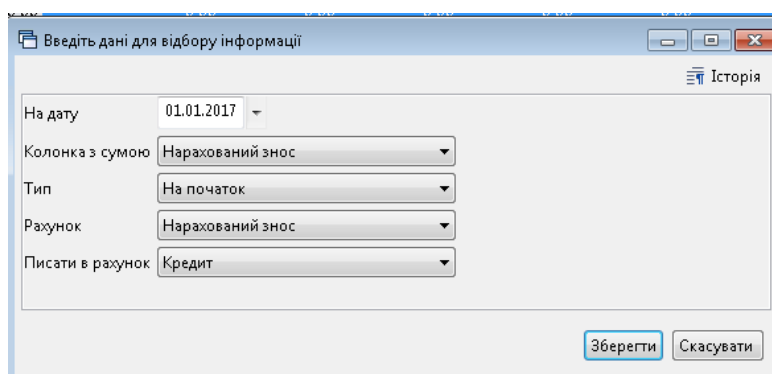 Введіть дані для відбору інформації
Історія
На дату 01.01.2017
Колонка з сумою Нарахований знос
Тип На початок
Рахунок Нарахований знос
Писати в рахунок Кредит
Зберегти Скасувати